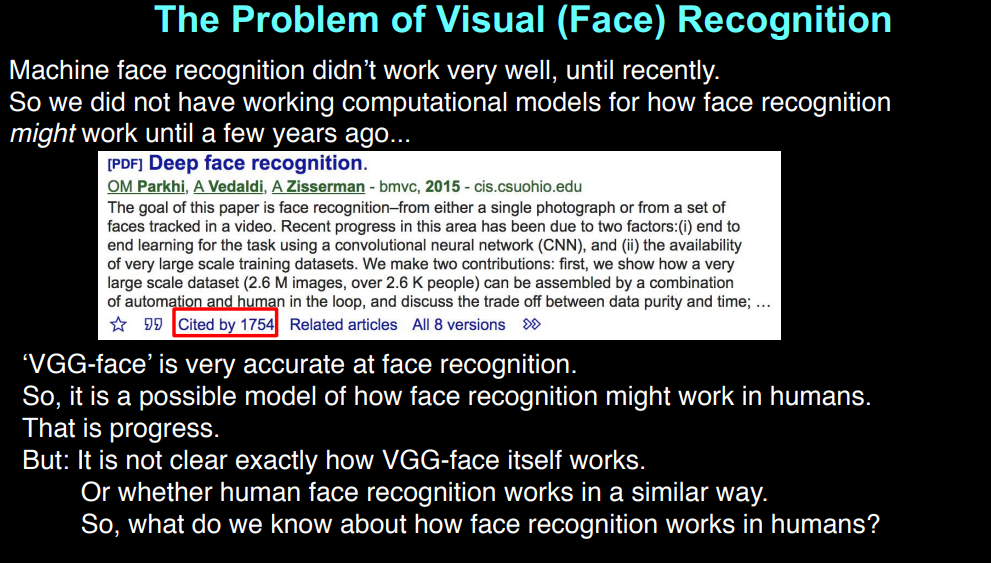 The Problem of Visual (Face) Recognition
Machine face recognition didn’t work very well, until recently.
So we did not have working computational models for how face recognition
might work until a few years ago...
[PDF] Deep face recognition.
OM Parkhi, A Vedaldi, A Zisserman - bmvc, 2015 - cis.csuohio.edu
The goal of this paper is face recognition–from either a single photograph or from a set of
faces tracked in a video. Recent progress in this area has been due to two factors:(i) end to
end learning for the task using a convolutional neural network (CNN), and (ii) the availability
of very large scale training datasets. We make two contributions: first, we show how a very
large scale dataset (2.6 M images, over 2.6 K people) can be assembled by a combination
of automation and human in the loop, and discuss the trade off between data purity and time; …
Cited by 1754 Related articles All 8 versions
‘VGG-face’ is very accurate at face recognition.
So, it is a possible model of how face recognition might work in humans.
That is progress.
But: It is not clear exactly how VGG-face itself works.
Or whether human face recognition works in a similar way.
So, what do we know about how face recognition works in humans?